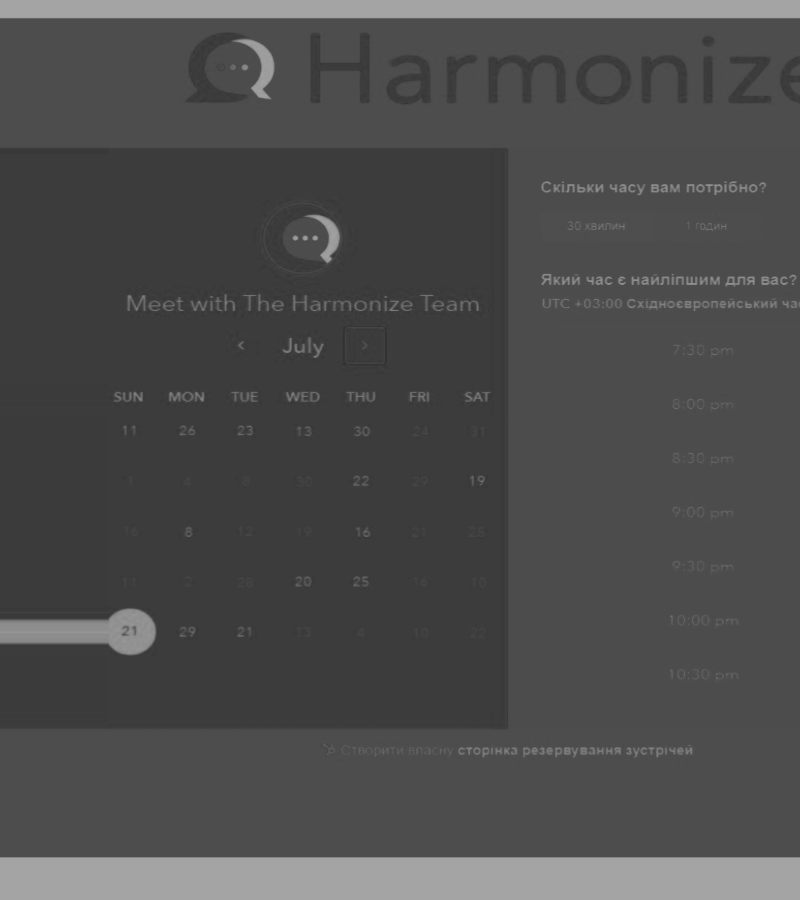 Harmonize
Meet with The Harmonize Team
‹ July ›
SUN MON TUE WED THU FRI SAT
11 26 23 13 30 24 31
1 4 8 30 22 29 19
16 8 12 19 16 21 25
11 2 28 20 25 16 10
21 29 21 13 4 10 22
Скільки часу вам потрібно?
30 хвилин 1 годин
Який час є найліпшим для вас?
UTC +03:00 Східноєвропейський
7:30 pm
8:00 pm
8:30 pm
9:00 pm
9:30 pm
10:00 pm
10:30 pm
Створити власну сторінка резервування зустрічей